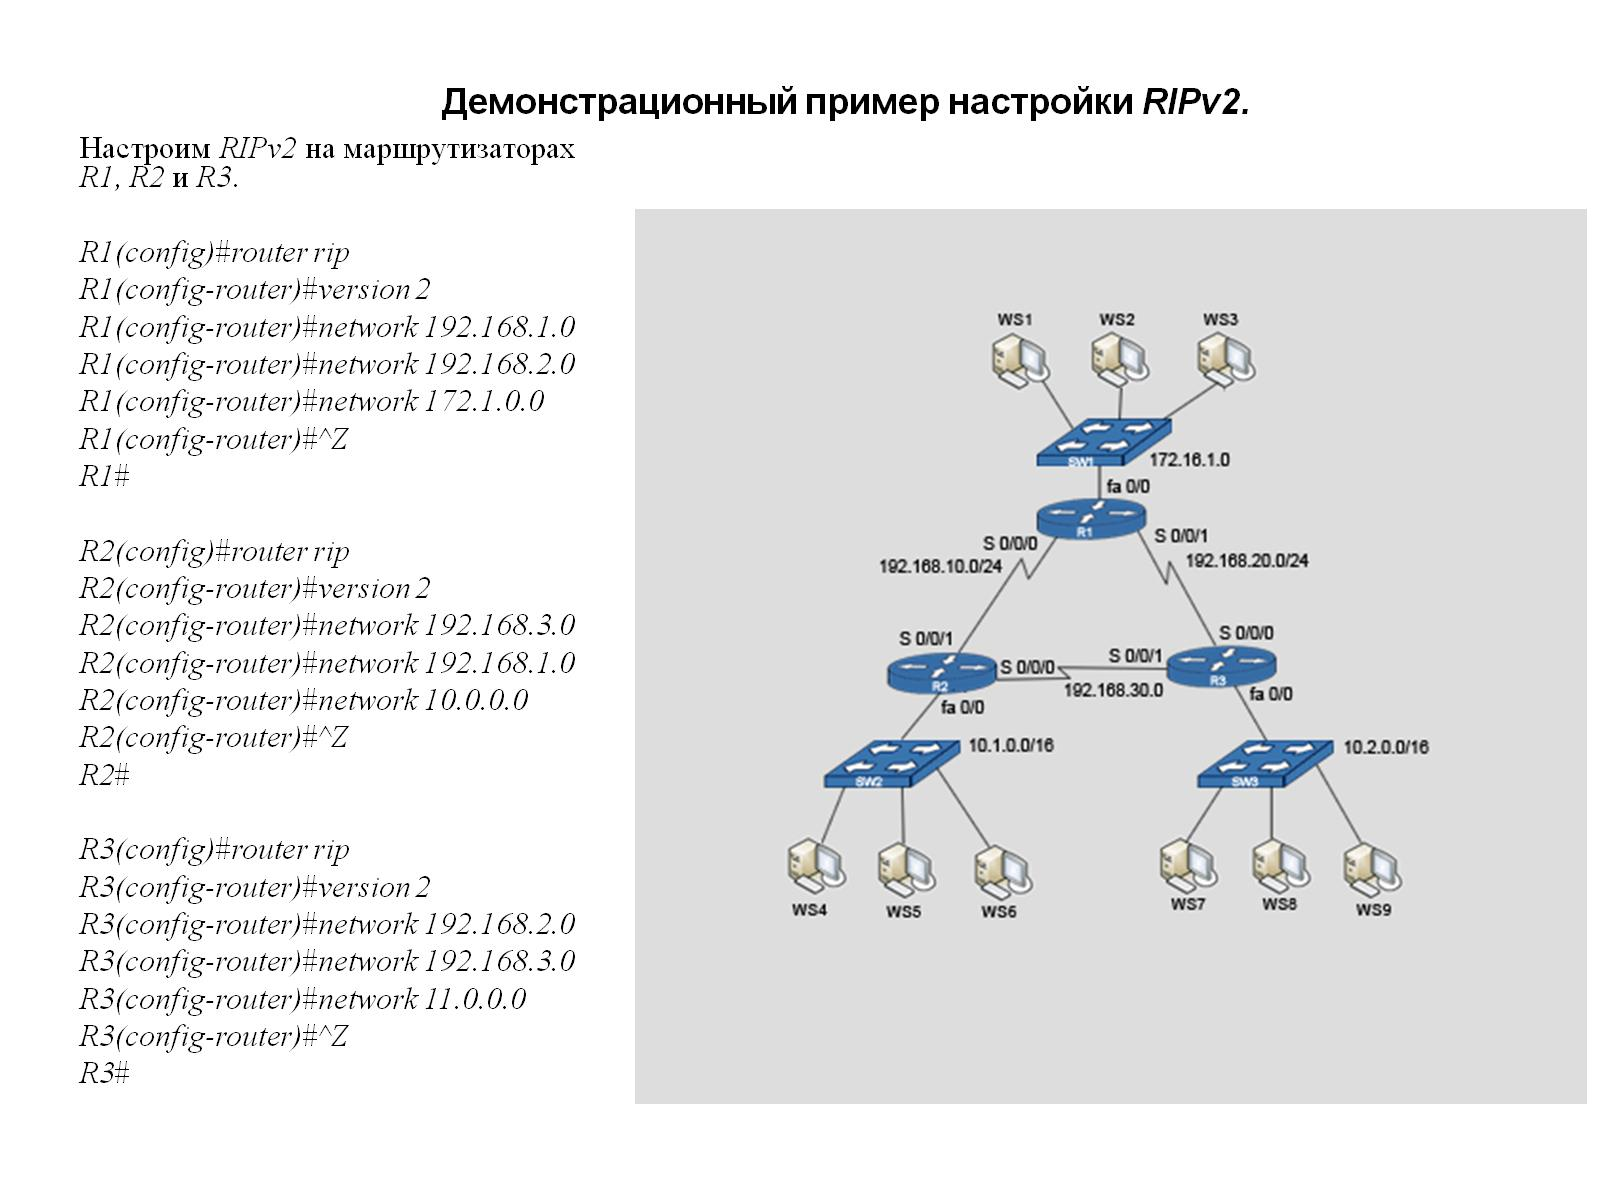 Демонстрационный пример настройки RIPv2.
Настроим RIPv2 на маршрутизаторах
R1, R2 и R3.
R1(config)#router rip
R1(config-router)#version 2
R1(config-router)#network 192.168.1.0
R1(config-router)#network 192.168.2.0
R1(config-router)#network 172.1.0.0
R1(config-router)#^Z
R1#
R2(config)#router rip
R2(config-router)#version 2
R2(config-router)#network 192.168.3.0
R2(config-router)#network 192.168.1.0
R2(config-router)#network 10.0.0.0
R2(config-router)#^Z
R2#
R3(config)#router rip
R3(config-router)#version 2
R3(config-router)#network 192.168.2.0
R3(config-router)#network 192.168.3.0
R3(config-router)#network 11.0.0.0
R3(config-router)#^Z
R3#
WS1 WS2 WS3
SW1 172.16.1.0
fa 0/0
R1
S 0/0/0 S 0/0/1
192.168.10.0/24 192.168.20.0/24
S 0/0/1 S 0/0/0
S 0/0/0 S 0/0/1
R2 192.168.30.0 R3
fa 0/0 fa 0/0
10.1.0.0/16 10.2.0.0/16
SW2 SW3
WS4 WS5 WS6 WS7 WS8 WS9